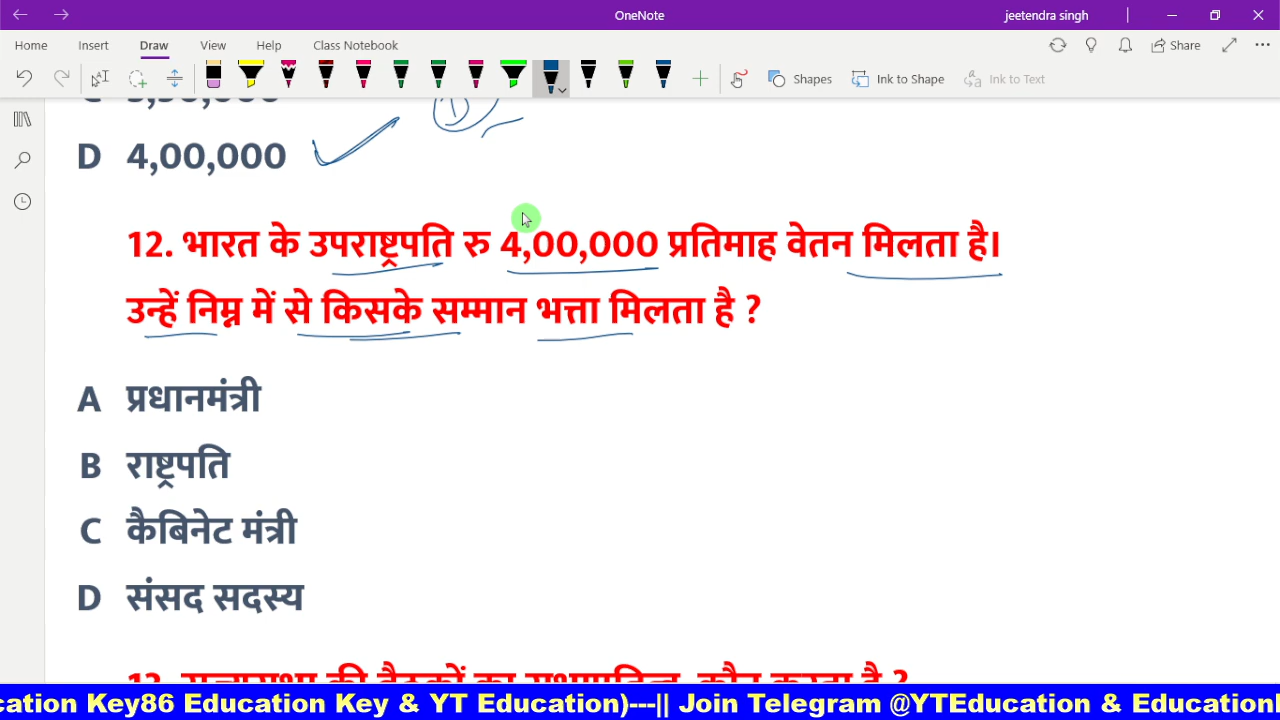 OneNote
jeetendra singh
Home Insert Draw View Help Class Notebook
Share
Shapes Ink to Shape Ink to Text
D 4,00,000
12. भारत के उपराष्ट्रपति रु 4,00,000 प्रतिमाह वेतन मिलता है।
उन्हें निम्न में से किसके सम्मान भत्ता मिलता है ?
A प्रधानमंत्री
B राष्ट्रपति
C कैबिनेट मंत्री
D संसद सदस्य
cation Key86 Education Key & YT Education)---|| Join Telegram @YTEducation & Education